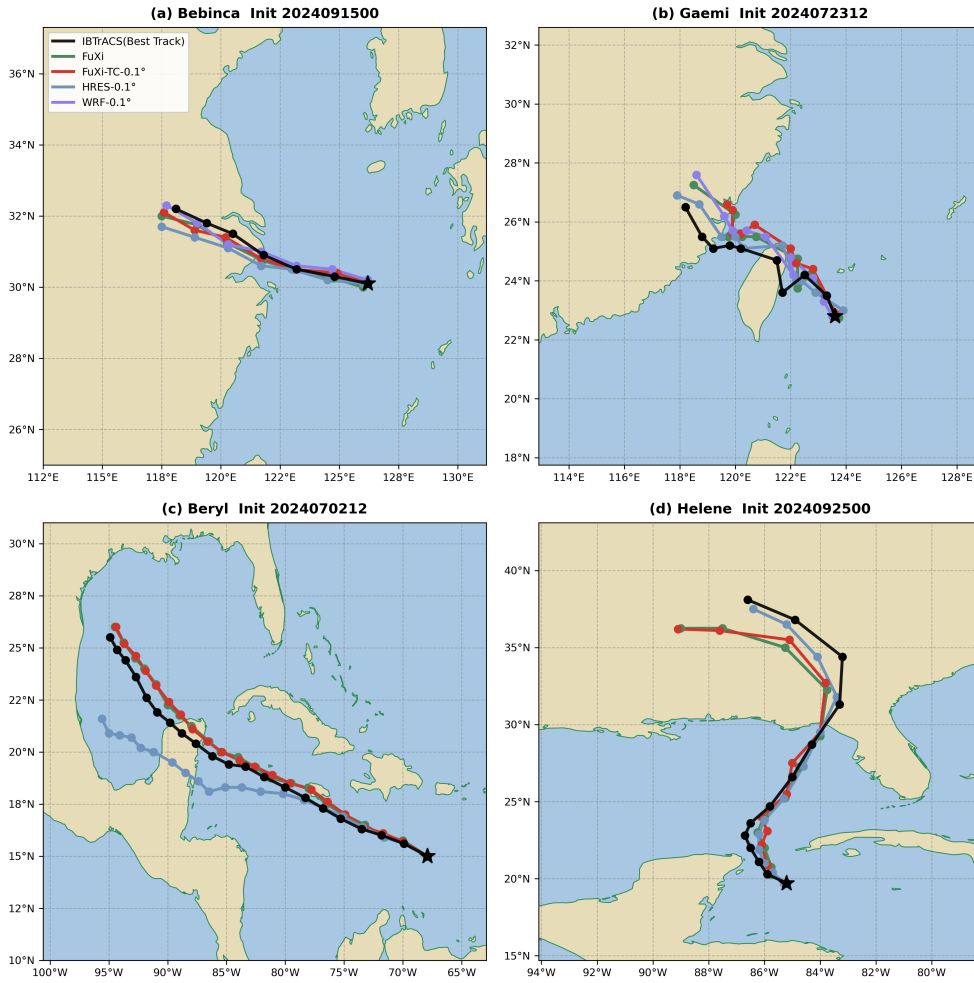 (a) Bebinca  Init 2024091500
IBTrACS(Best Track)
FuXi
FuXi-TC-0.1°
HRES-0.1°
WRF-0.1°
36°N
34°N
32°N
30°N
28°N
26°N
112°E 115°E 118°E 120°E 122°E 125°E 128°E 130°E
(b) Gaemi  Init 2024072312
32°N
30°N
28°N
26°N
24°N
22°N
20°N
18°N
114°E 116°E 118°E 120°E 122°E 124°E 126°E 128°E
(c) Beryl  Init 2024070212
30°N
28°N
25°N
22°N
20°N
18°N
15°N
12°N
10°N
100°W 95°W 90°W 85°W 80°W 75°W 70°W 65°W
(d) Helene  Init 2024092500
40°N
35°N
30°N
25°N
20°N
15°N
94°W 92°W 90°W 88°W 86°W 84°W 82°W 80°W